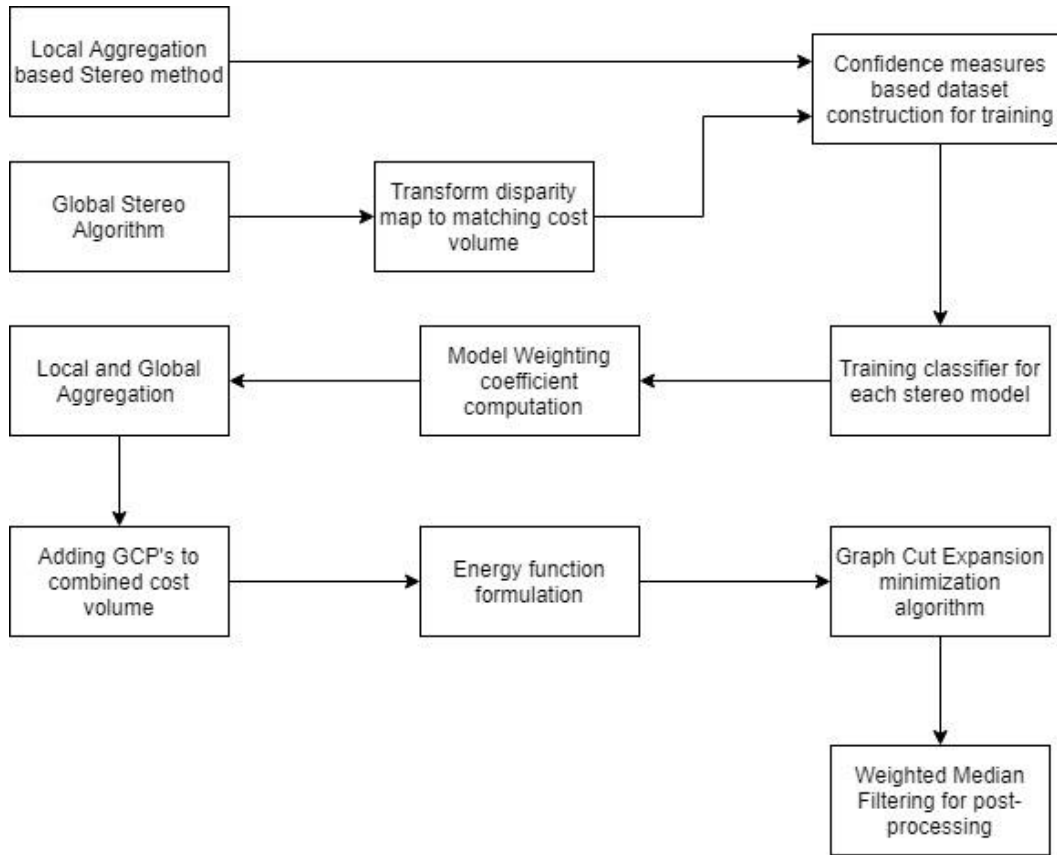 Local Aggregation
based Stereo method
Confidence measures
based dataset
construction for training
Global Stereo
Algorithm
Transform disparity
map to matching cost
volume
Local and Global
Aggregation
Model Weighting
coefficient
computation
Training classifier for
each stereo model
Adding GCP's to
combined cost
volume
Energy function
formulation
Graph Cut Expansion
minimization
algorithm
Weighted Median
Filtering for post-
processing